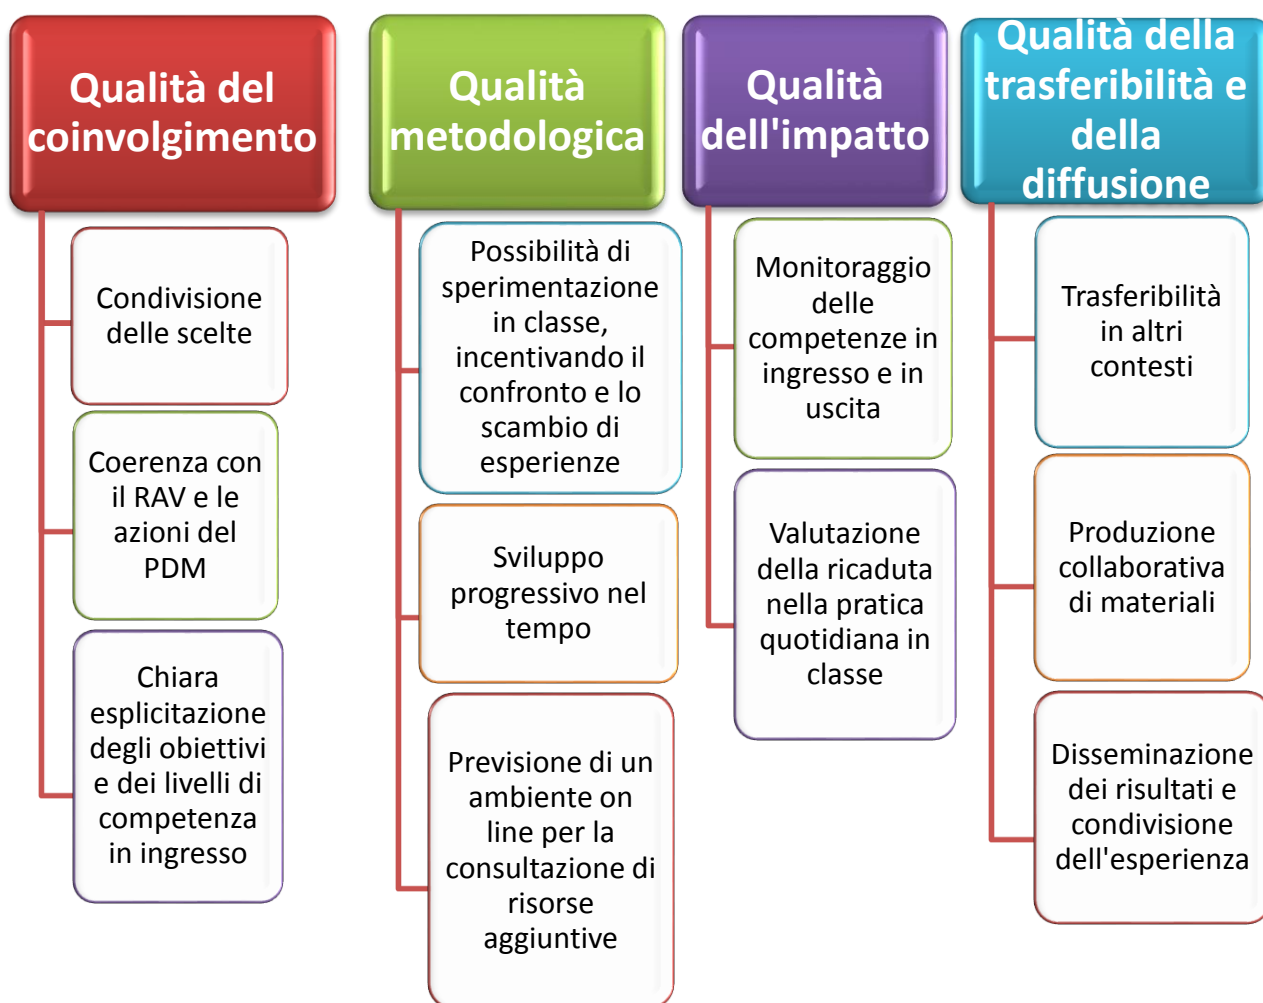 Qualità del
coinvolgimento
Condivisione
delle scelte
Coerenza con
il RAV e le
azioni del
PDM
Chiara
esplicitazione
degli obiettivi
e dei livelli di
competenza
in ingresso
Qualità
metodologica
Possibilità di
sperimentazione
in classe,
incentivando il
confronto e lo
scambio di
esperienze
Sviluppo
progressivo nel
tempo
Previsione di un
ambiente on
line per la
consultazione di
risorse
aggiuntive
Qualità
dell'impatto
Monitoraggio
delle
competenze in
ingresso e in
uscita
Valutazione
della ricaduta
nella pratica
quotidiana in
classe
Qualità della
trasferibilità e
della
diffusione
Trasferibilità
in altri
contesti
Produzione
collaborativa
di materiali
Disseminazione
dei risultati e
condivisione
dell'esperienza